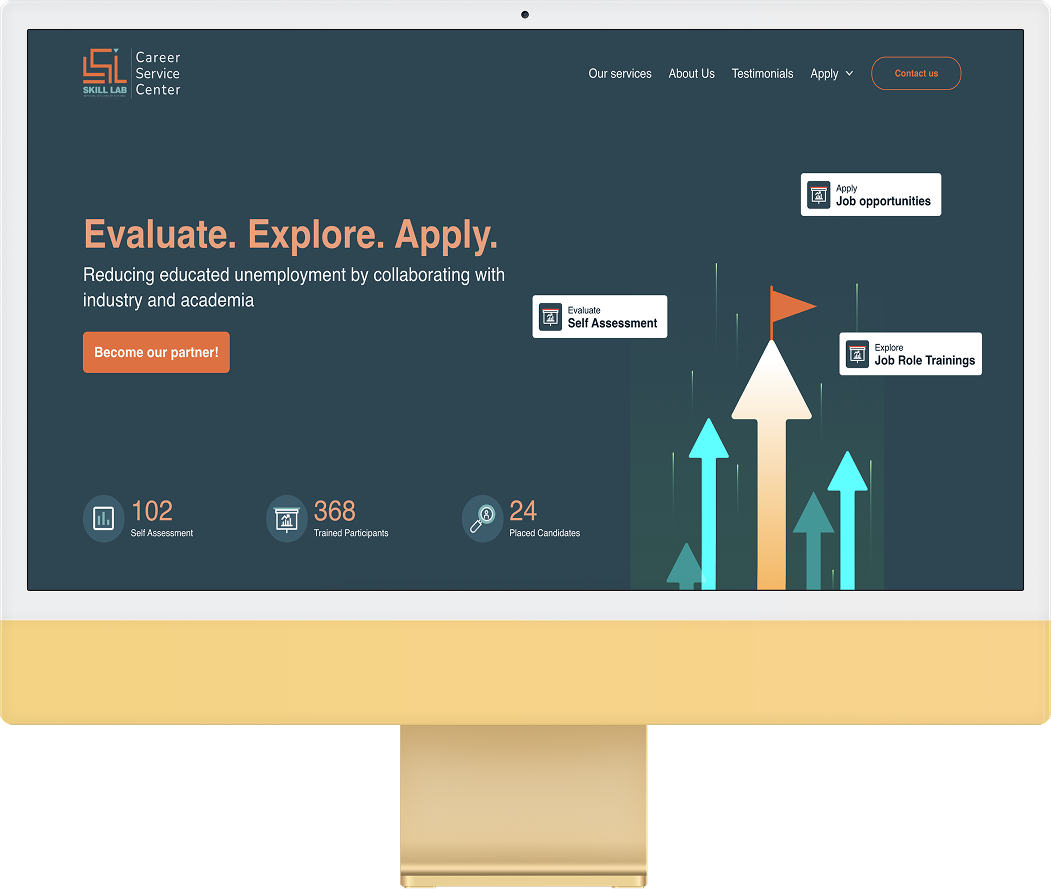 Career
Service
Center
SKILL LAB
Our services
About Us
Testimonials
Apply
Contact us
Apply
Job opportunities
Evaluate. Explore. Apply.
Reducing educated unemployment by collaborating with
industry and academia
Become our partner!
Evaluate
Self Assessment
Explore
Job Role Trainings
102
Self Assessment
368
Trained Participants
24
Placed Candidates